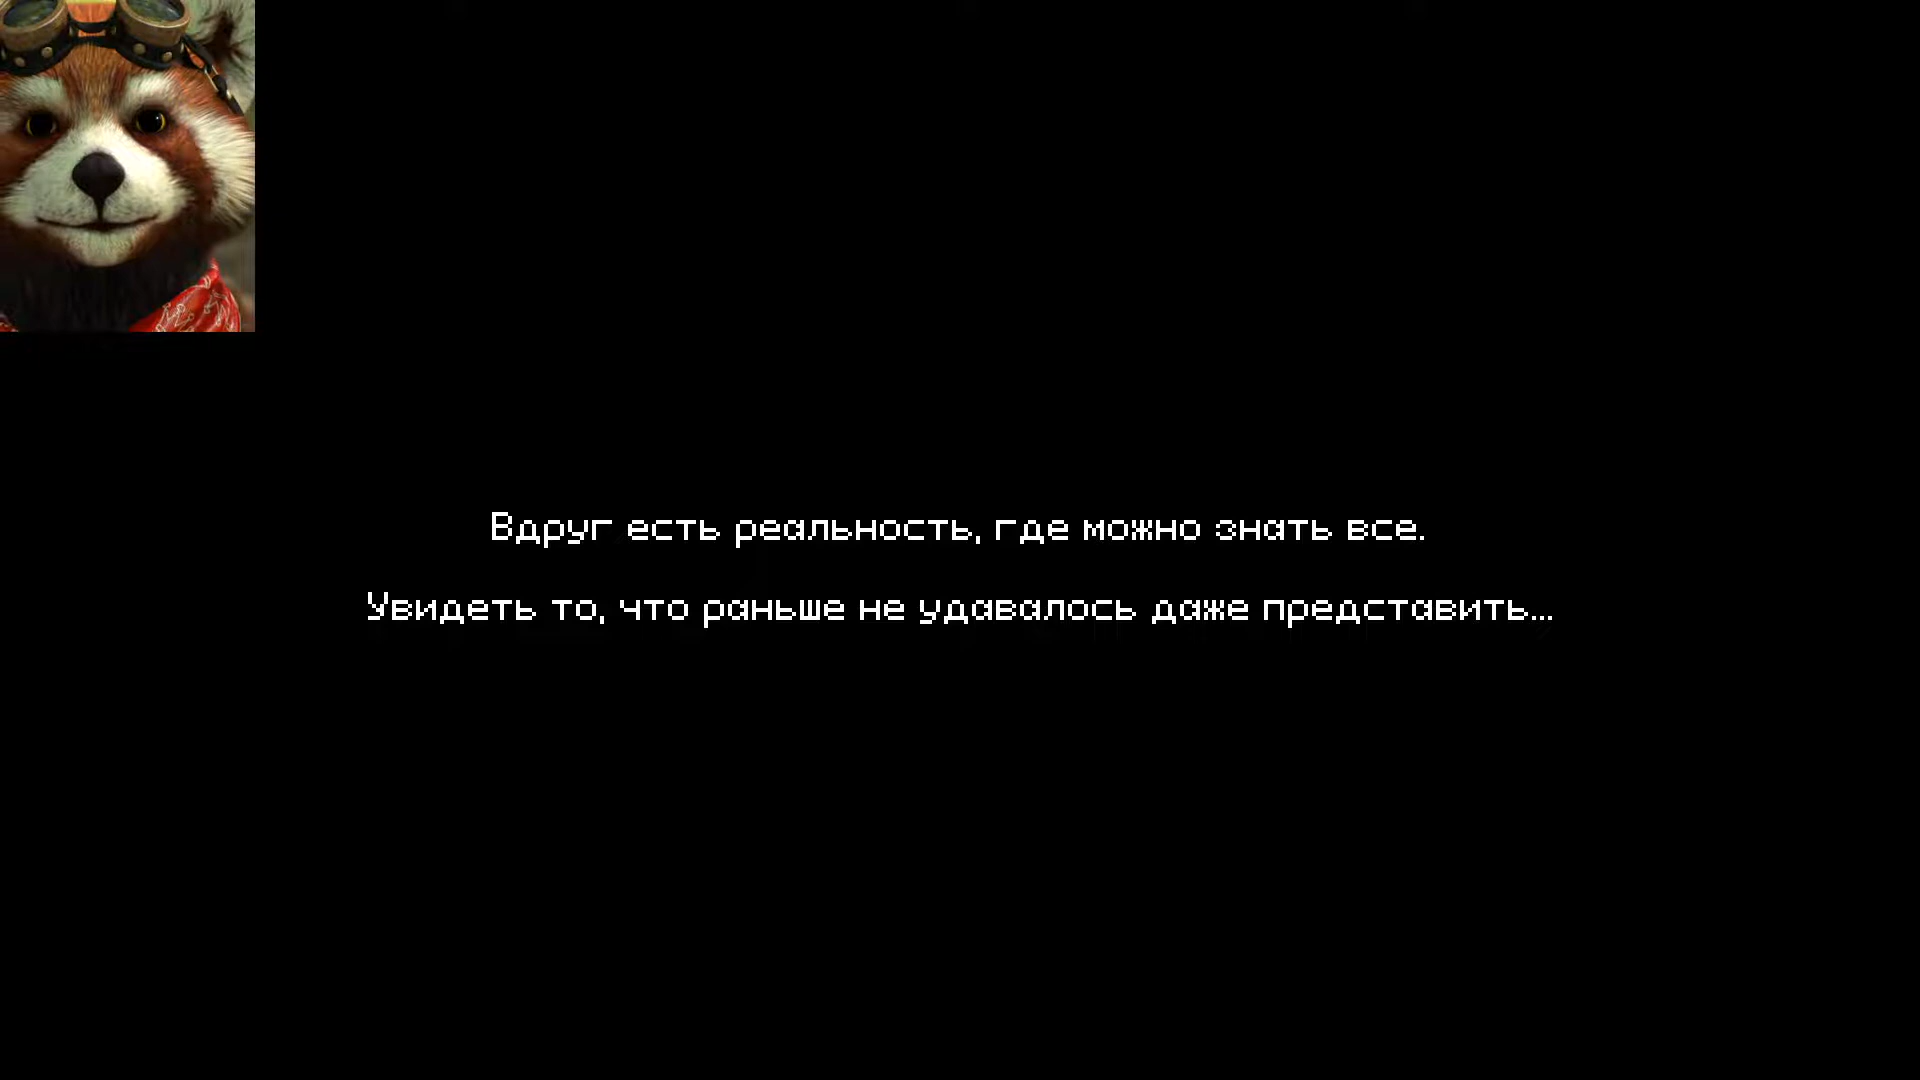 Вдруг есть реальность, где можно знать все.
Увидеть то, что раньше не удавалось даже представить...